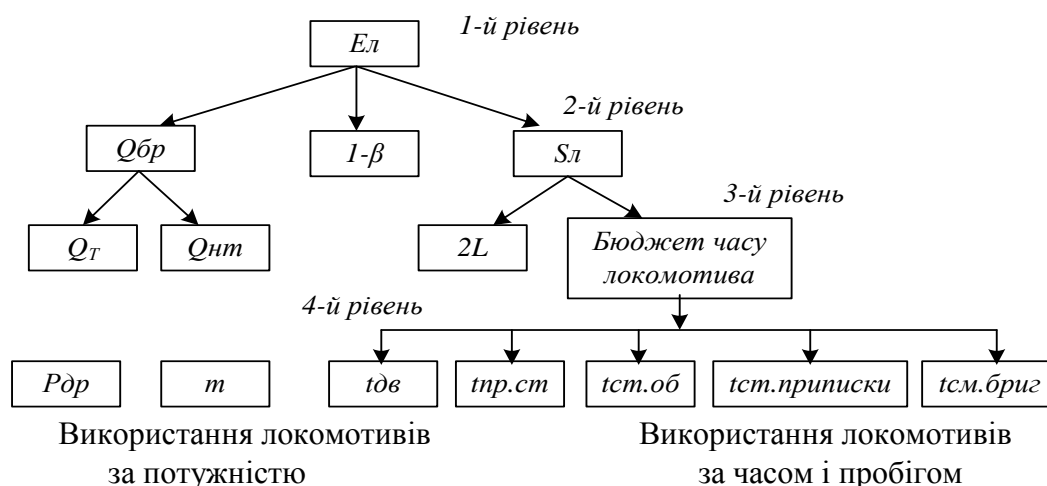 1-й рівень
Ел
2-й рівень
Qбр
1-β
Sл
3-й рівень
QТ
Qнт
2L
Бюджет часу
локомотива
4-й рівень
Рдр
m
tдв
tпр.ст
tст.об
tст.приписки
tсм.бриг
Використання локомотивів
за потужністю
Використання локомотивів
за часом і пробігом